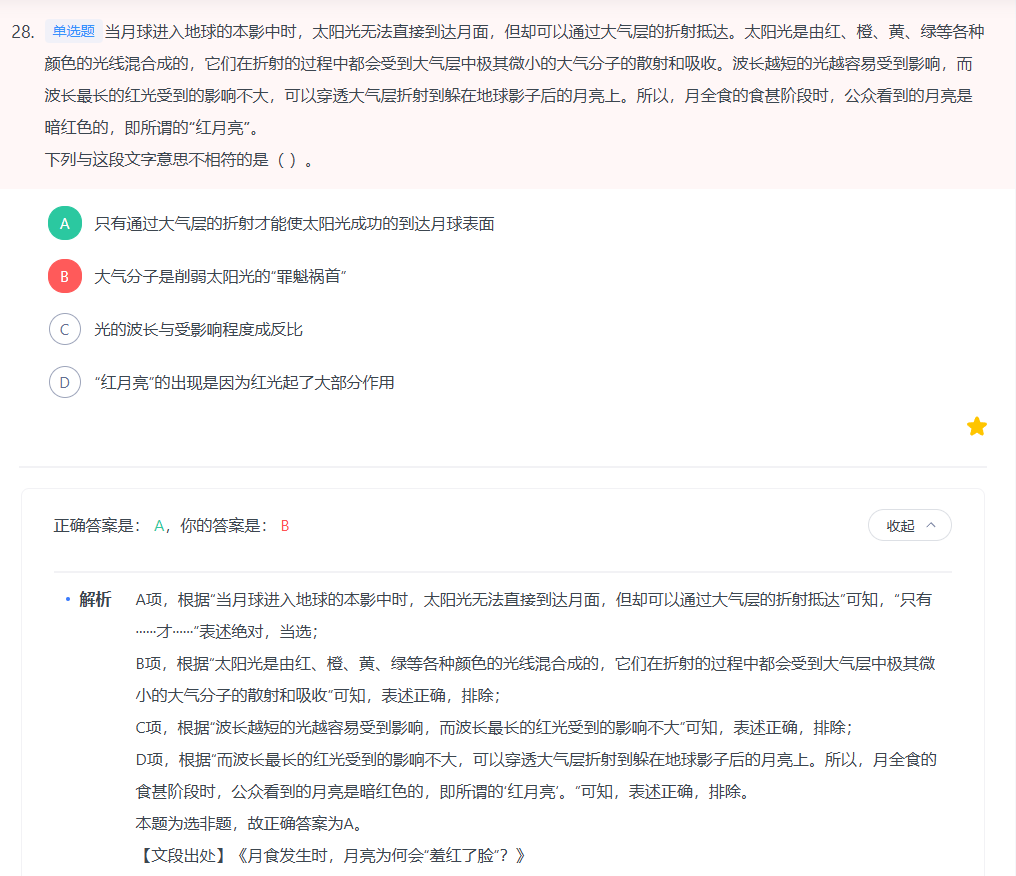 28. 单选题 当月球进入地球的本影中时，太阳光无法直接到达月面，但却可以通过大气层的折射抵达。太阳光是由红、橙、黄、绿等各种
颜色的光线混合成的，它们在折射的过程中都会受到大气层中极其微小的大气分子的散射和吸收。波长越短的光越容易受到影响，而
波长最长的红光受到的影响不大，可以穿透大气层折射到躲在地球影子后的月亮上。所以，月全食的食甚阶段时，公众看到的月亮是
暗红色的，即所谓的“红月亮”。
下列与这段文字意思不相符的是（ ）。
A 只有通过大气层的折射才能使太阳光成功的到达月球表面
B 大气分子是削弱太阳光的“罪魁祸首”
C 光的波长与受影响程度成反比
D “红月亮”的出现是因为红光起了大部分作用
正确答案是： A，你的答案是： B
收起
• 解析 A项，根据“当月球进入地球的本影中时，太阳光无法直接到达月面，但却可以通过大气层的折射抵达”可知，“只有
……才……”表述绝对，当选；
B项，根据“太阳光是由红、橙、黄、绿等各种颜色的光线混合成的，它们在折射的过程中都会受到大气层中极其微
小的大气分子的散射和吸收”可知，表述正确，排除；
C项，根据“波长越短的光越容易受到影响，而波长最长的红光受到的影响不大”可知，表述正确，排除；
D项，根据“而波长最长的红光受到的影响不大，可以穿透大气层折射到躲在地球影子后的月亮上。所以，月全食的
食甚阶段时，公众看到的月亮是暗红色的，即所谓的‘红月亮’。”可知，表述正确，排除。
本题为选非题，故正确答案为A。
【文段出处】《月食发生时，月亮为何会“羞红了脸”？》